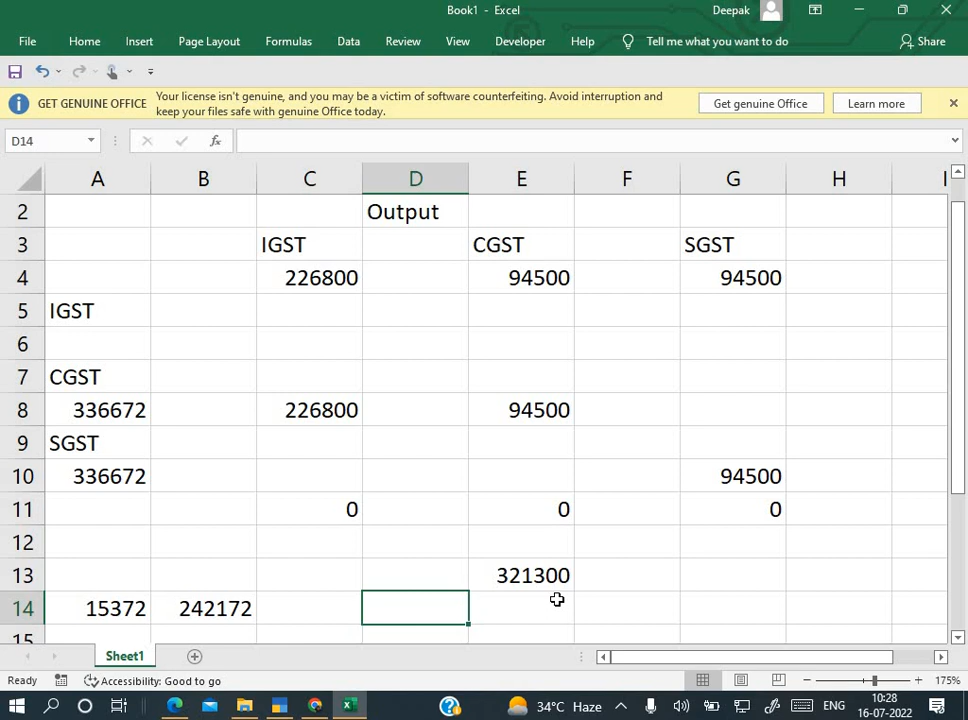 Book1 - Excel
Deepak
File Home Insert Page Layout Formulas Data Review View Developer Help Tell me what you want to do Share
GET GENUINE OFFICE Your license isn't genuine, and you may be a victim of software counterfeiting. Avoid interruption and
keep your files safe with genuine Office today.
Get genuine Office
Learn more
D14
fx
A B C D E F G H I
2 Output
3 IGST CGST SGST
4 226800 94500 94500
5 IGST
6
7 CGST
8 336672 226800 94500
9 SGST
10 336672 94500
11 0 0 0
12
13 321300
14 15372 242172
15
Sheet1
Ready Accessibility: Good to go 175%
34°C Haze ENG 10:28
16-07-2022